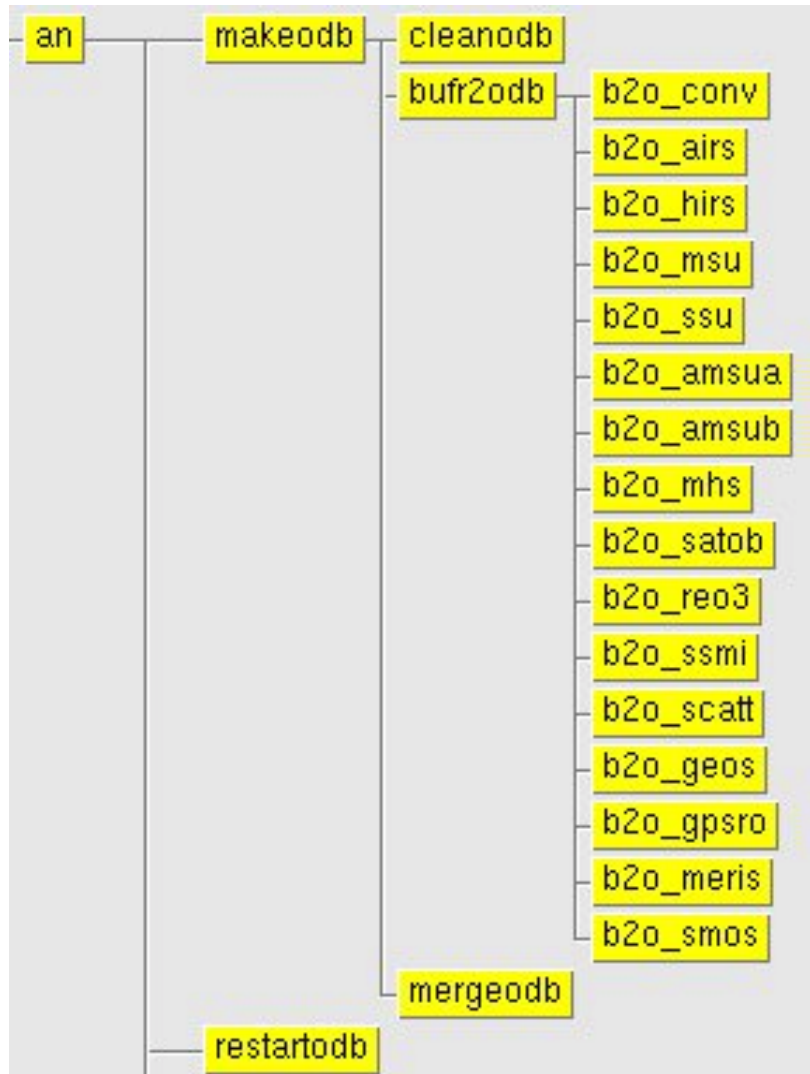 an makeodb cleanodb
bufr2odb b2o_conv
b2o_airs
b2o_hirs
b2o_msu
b2o_ssu
b2o_amsua
b2o_amsub
b2o_mhs
b2o_satob
b2o_reo3
b2o_ssmi
b2o_scatt
b2o_geos
b2o_gpsro
b2o_meris
b2o_smos
mergeodb
restartodb